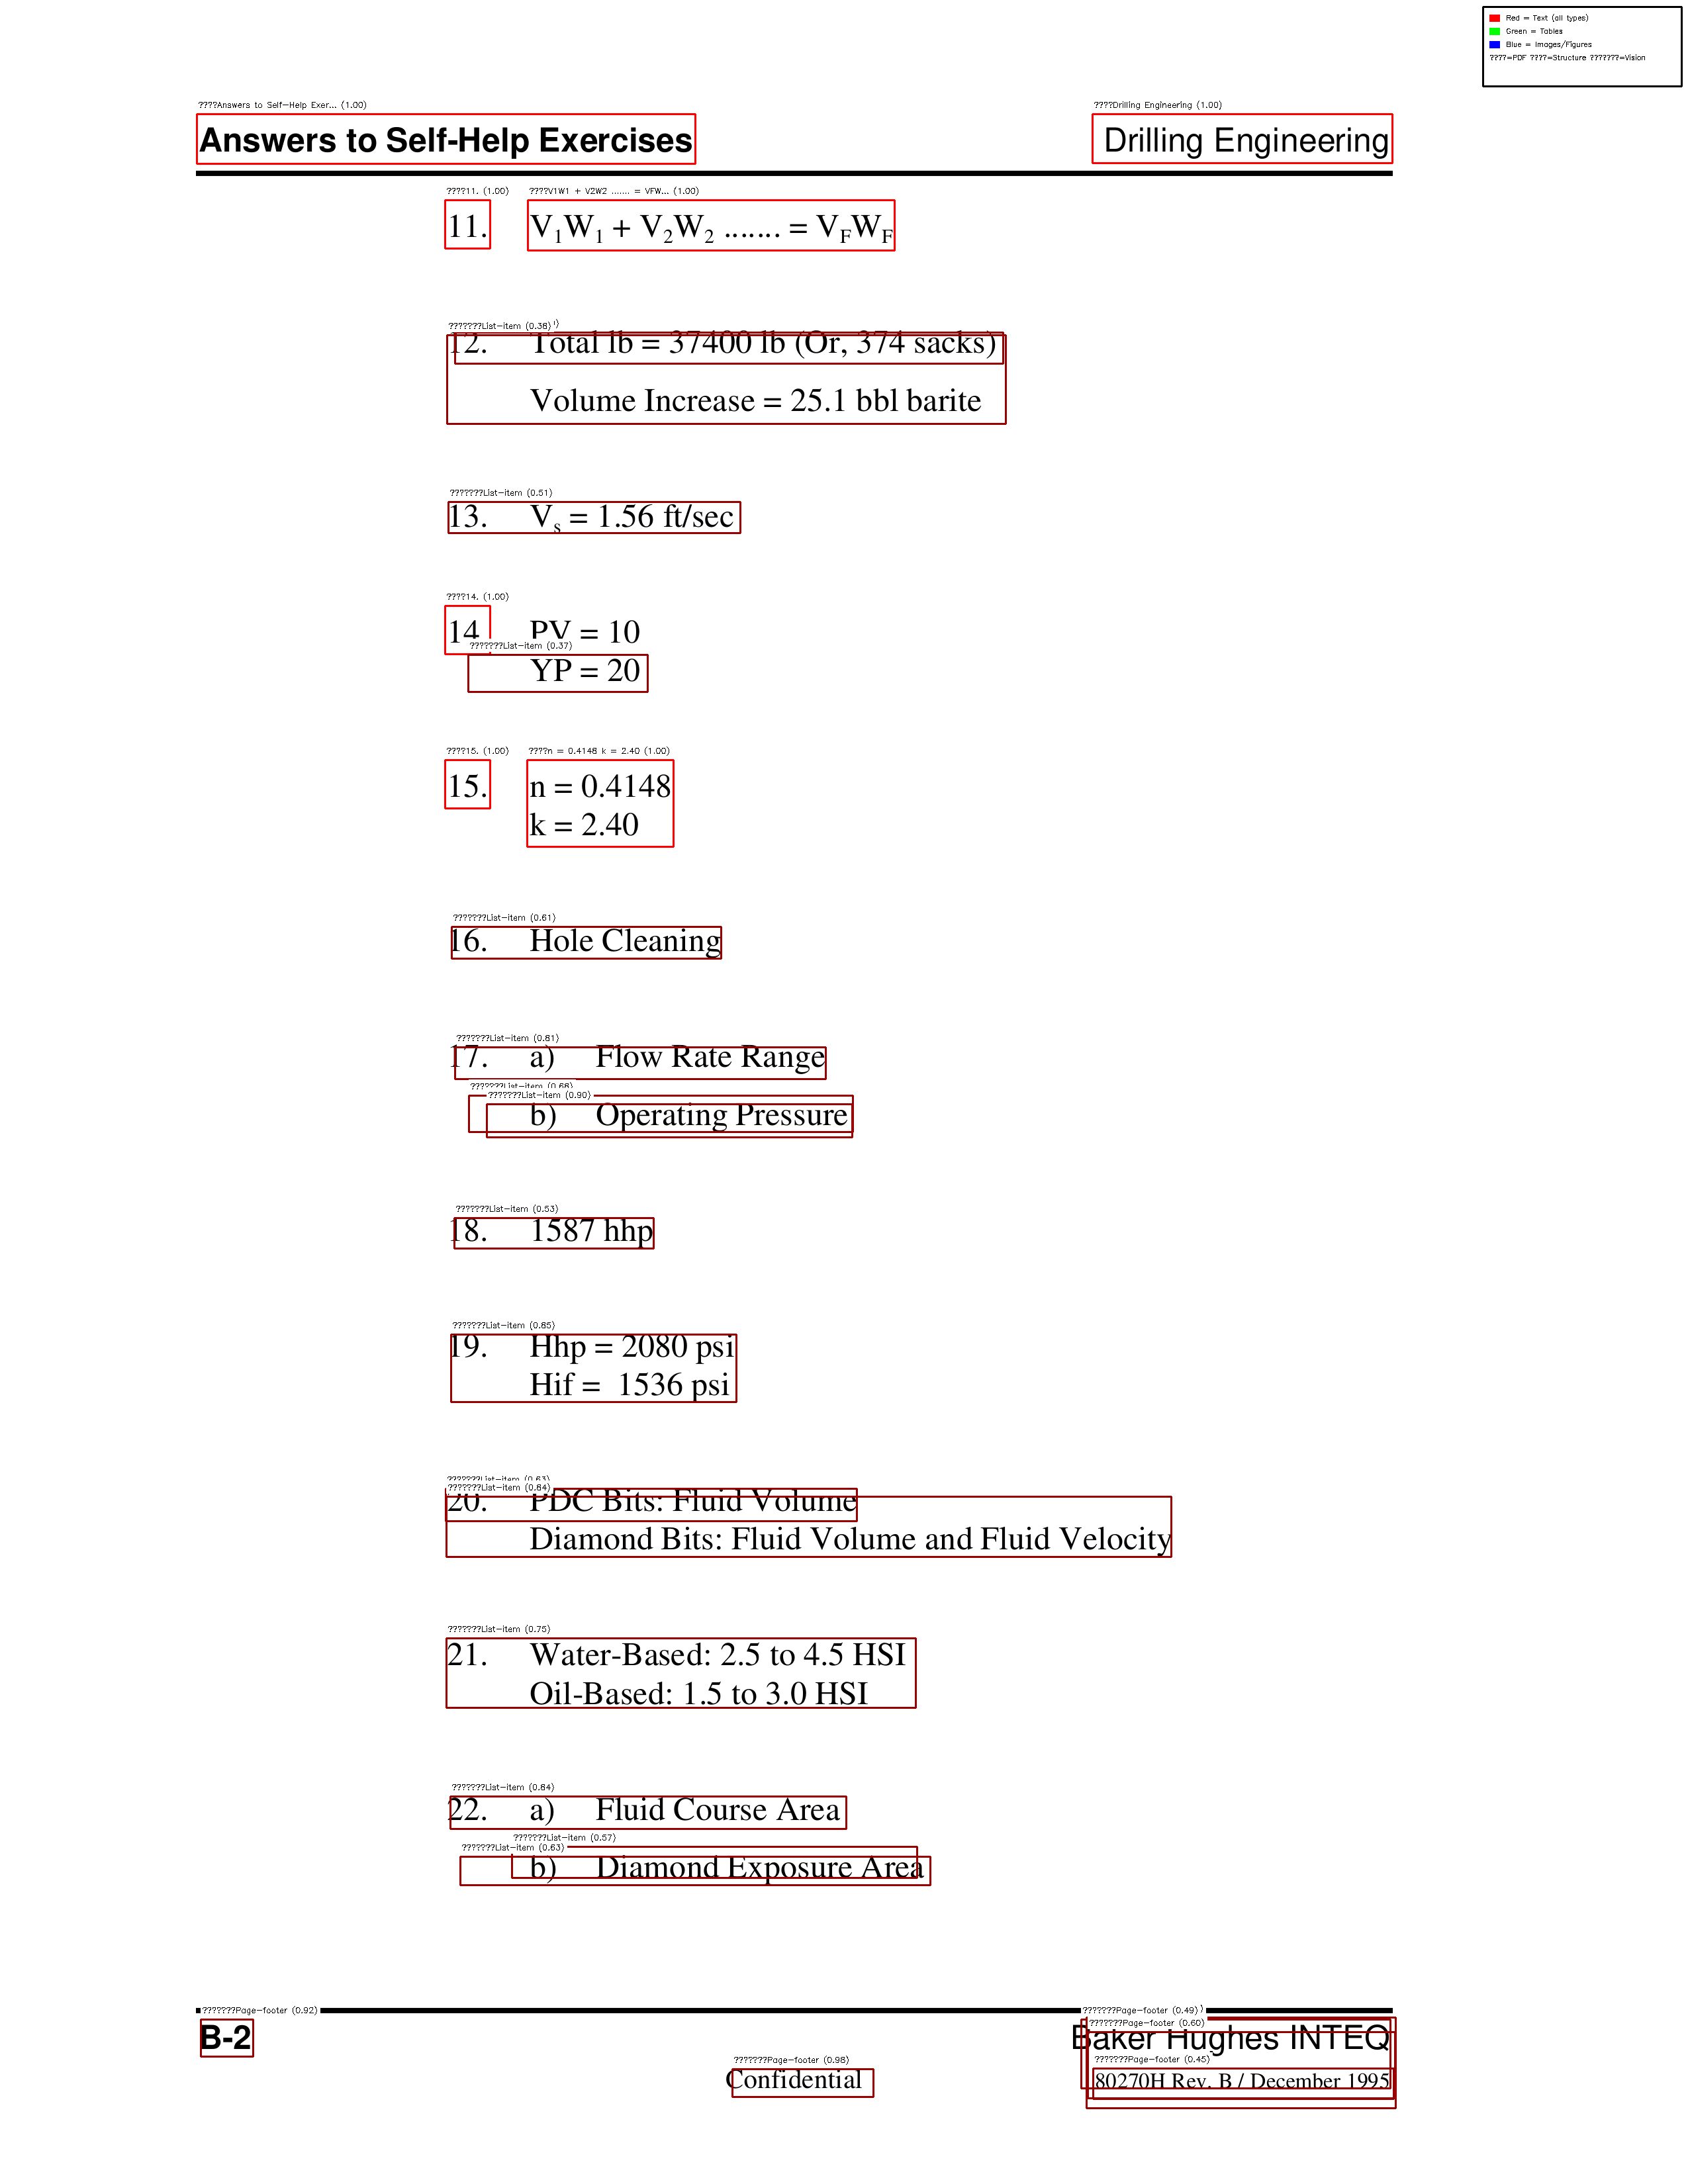 Red = Text (all types)
Green = Tables
Blue = Images/Figures
????=PDF ????=Structure ???????=Vision
????Answers to Self-Help Exer... (1.00)
????Drilling Engineering (1.00)
Answers to Self-Help Exercises
Drilling Engineering
????11. (1.00)
????V1W1 + V2W2 ....... = VFW... (1.00)
11. V₁W₁ + V₂W₂ ....... = V_FW_F
???????List-item (0.38)
12. Total lb = 37400 lb (Or, 374 sacks)
Volume Increase = 25.1 bbl barite
???????List-item (0.51)
13. Vₛ = 1.56 ft/sec
????14. (1.00)
14 PV = 10
???????List-item (0.37)
YP = 20
????15. (1.00)
????n = 0.4148 k = 2.40 (1.00)
15. n = 0.4148
k = 2.40
???????List-item (0.61)
16. Hole Cleaning
???????List-item (0.81)
17. a) Flow Rate Range
???????List-item (0.68)
???????List-item (0.90)
b) Operating Pressure
???????List-item (0.53)
18. 1587 hhp
???????List-item (0.85)
19. Hhp = 2080 psi
Hif = 1536 psi
???????List-item (0.63)
???????List-item (0.84)
20. PDC Bits: Fluid Volume
Diamond Bits: Fluid Volume and Fluid Velocity
???????List-item (0.75)
21. Water-Based: 2.5 to 4.5 HSI
Oil-Based: 1.5 to 3.0 HSI
???????List-item (0.84)
22. a) Fluid Course Area
???????List-item (0.57)
???????List-item (0.63)
b) Diamond Exposure Area
???????Page-footer (0.92)
???????Page-footer (0.49)
???????Page-footer (0.60)
B-2
Baker Hughes INTEQ
???????Page-footer (0.98)
???????Page-footer (0.45)
Confidential
80270H Rev. B / December 1995